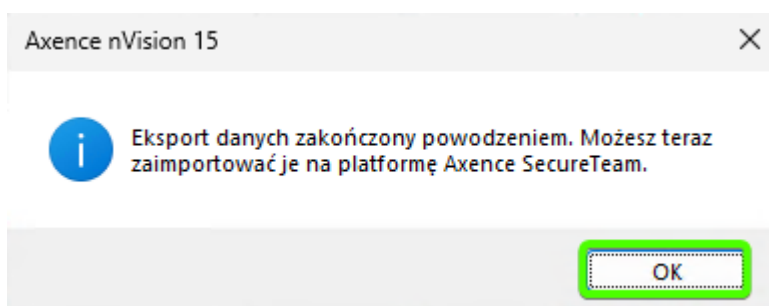 Axence nVision 15
Eksport danych zakończony powodzeniem. Możesz teraz
zaimportować je na platformę Axence SecureTeam.
OK